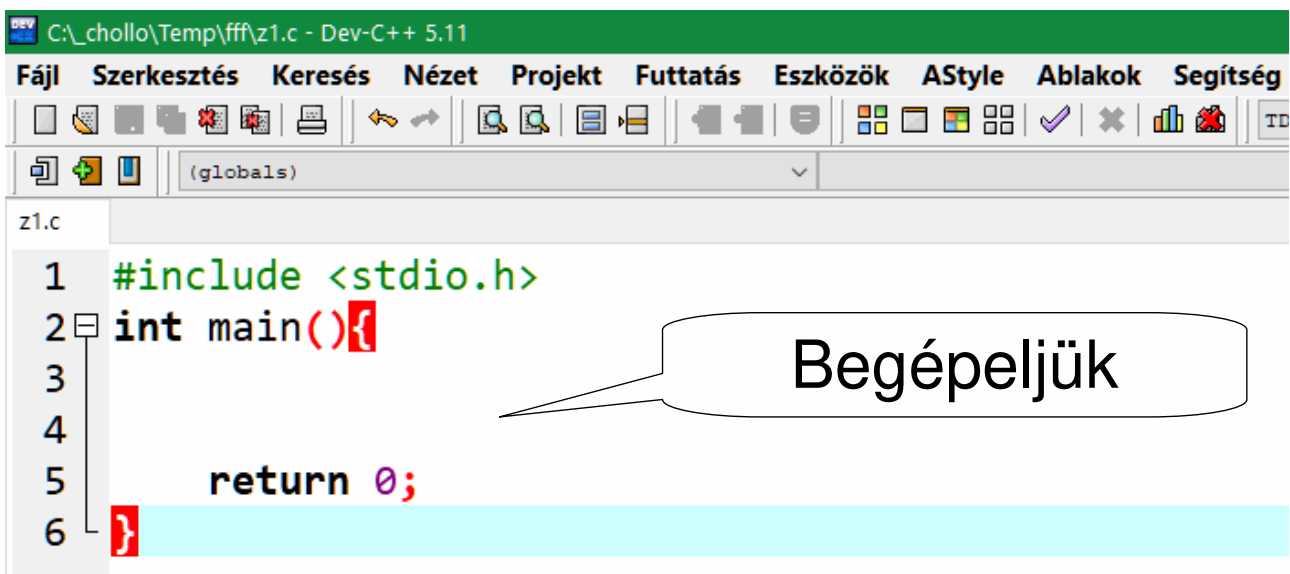 C:\_chollo\Temp\fff\z1.c - Dev-C++ 5.11
Fájl Szerkesztés Keresés Nézet Projekt Futtatás Eszközök AStyle Ablakok Segítség
TD
(globals)
z1.c
1 #include <stdio.h>
2 int main(){
Begépeljük
3
4
5 return 0;
6 }